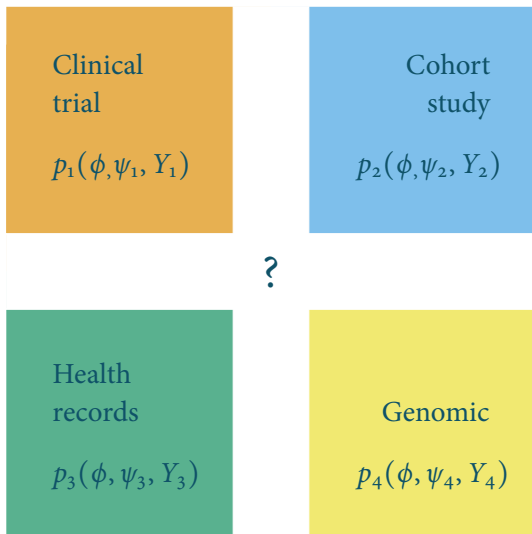 Clinical
trial
p₁(ϕ,ψ₁, Y₁)
Cohort
study
p₂(ϕ,ψ₂, Y₂)
?
Health
records
p₃(ϕ, ψ₃, Y₃)
Genomic
p₄(ϕ, ψ₄, Y₄)